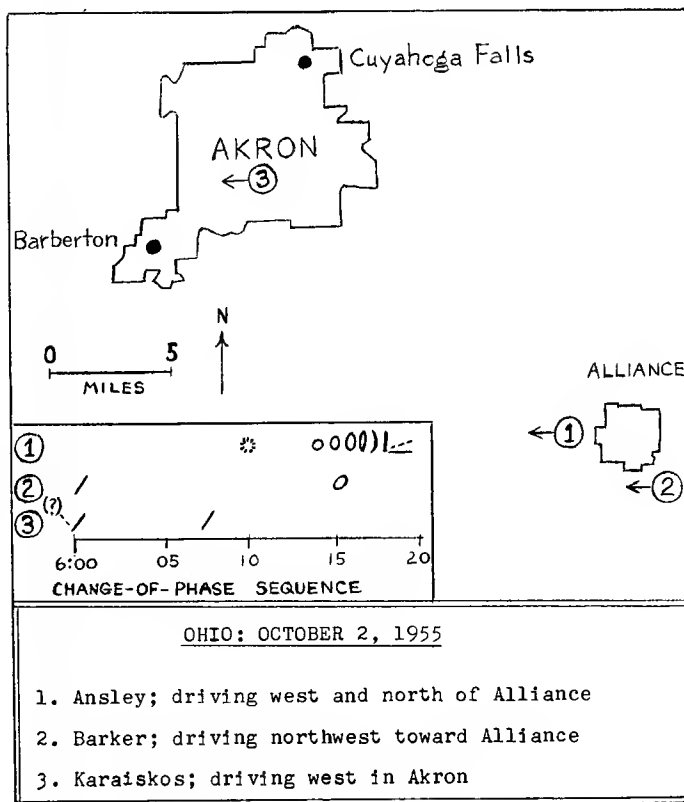 Cuyahoga Falls
AKRON
③
Barberton
N
0 5
MILES
ALLIANCE
①
②
①
②
(?)
③
6:00 05 10 15 20
CHANGE-OF-PHASE SEQUENCE
OHIO: OCTOBER 2, 1955
1. Ansley; driving west and north of Alliance
2. Barker; driving northwest toward Alliance
3. Karaiskos; driving west in Akron